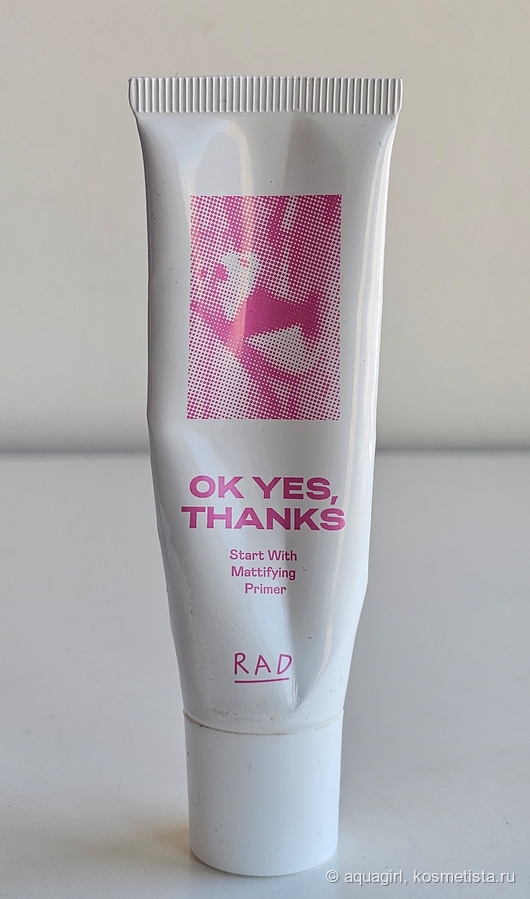 OK YES,
THANKS
Start With
Mattifying
Primer
RAD
© aquagirl, kosmetista.ru